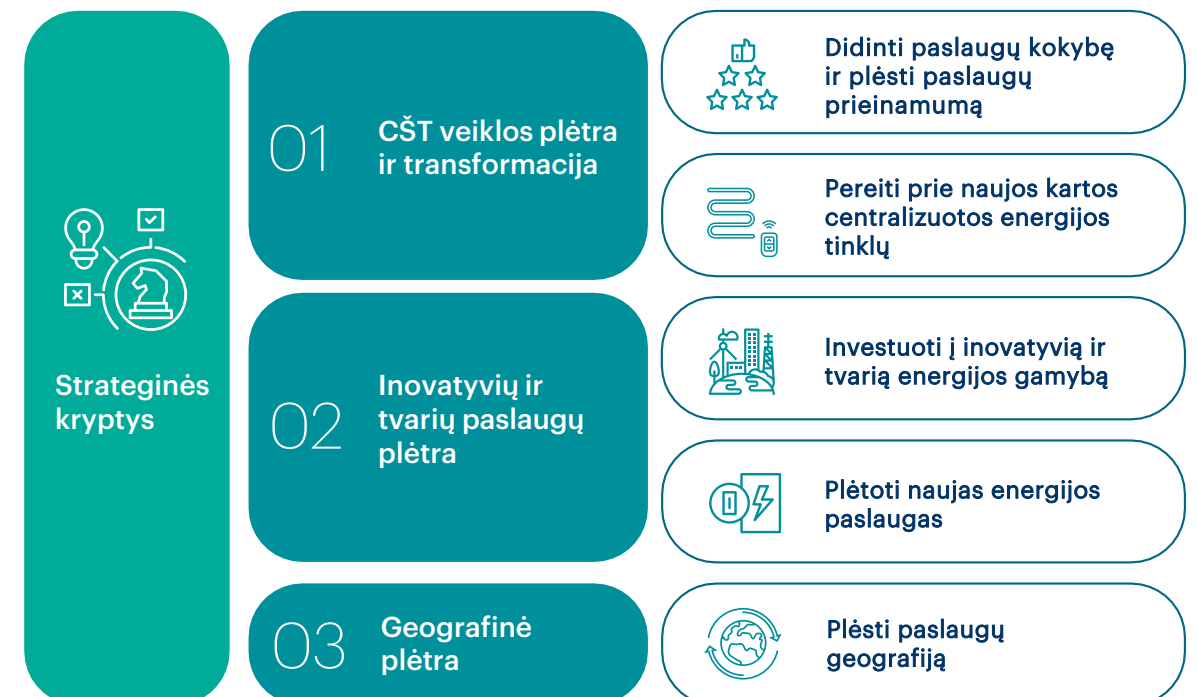 Strateginės
kryptys
01
CŠT veiklos plėtra
ir transformacija
Didinti paslaugų kokybę
ir plėsti paslaugų
prieinamumą
Pereiti prie naujos kartos
centralizuotos energijos
tinklų
02
Inovatyvių ir
tvarių paslaugų
plėtra
Investuoti į inovatyvią ir
tvarią energijos gamybą
Plėtoti naujas energijos
paslaugas
03
Geografinė
plėtra
Plėsti paslaugų
geografiją